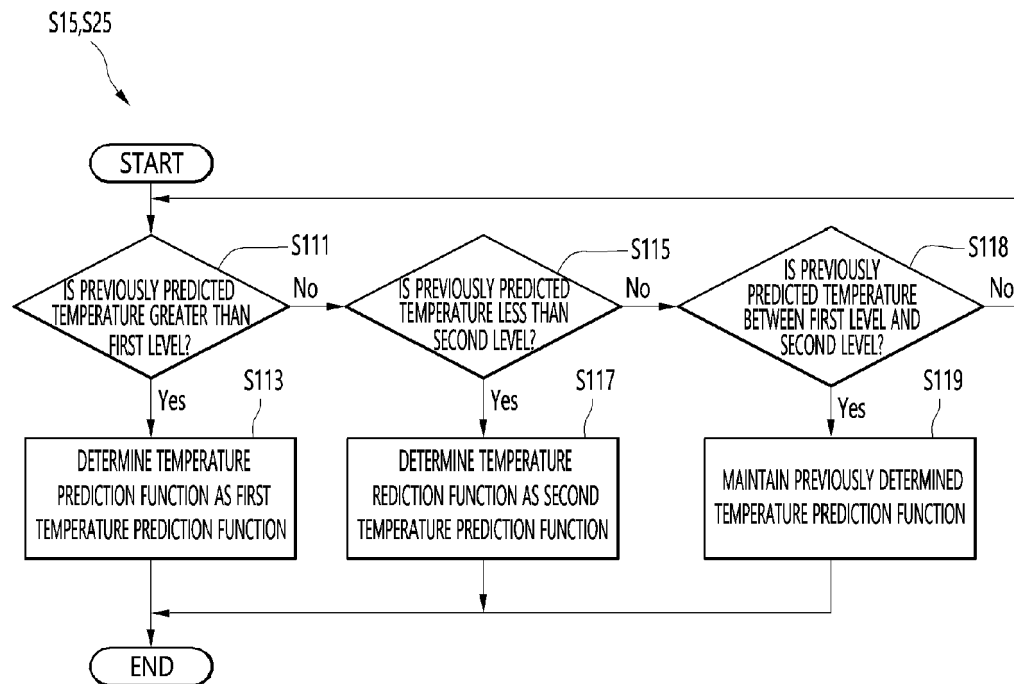 S15,S25
START
S111
IS PREVIOUSLY PREDICTED
TEMPERATURE GREATER THAN
FIRST LEVEL?
No
S115
IS PREVIOUSLY PREDICTED
TEMPERATURE LESS THAN
SECOND LEVEL?
No
S118
IS
PREVIOUSLY
PREDICTED TEMPERATURE
BETWEEN FIRST LEVEL AND
SECOND LEVEL?
No
Yes
S113
DETERMINE TEMPERATURE
PREDICTION FUNCTION AS FIRST
TEMPERATURE PREDICTION FUNCTION
Yes
S117
DETERMINE TEMPERATURE
REDICTION FUNCTION AS SECOND
TEMPERATURE PREDICTION FUNCTION
Yes
S119
MAINTAIN PREVIOUSLY DETERMINED
TEMPERATURE PREDICTION FUNCTION
END